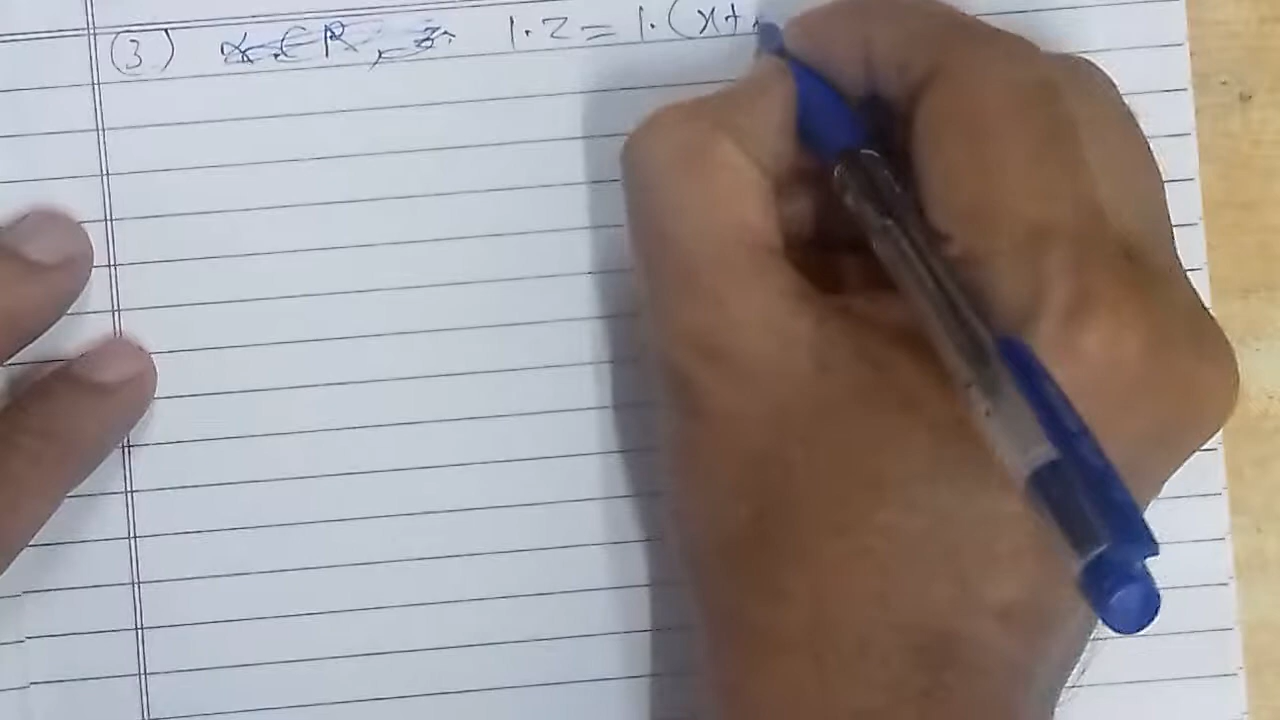 (3) α ∈ R, 1·z = 1·(x+